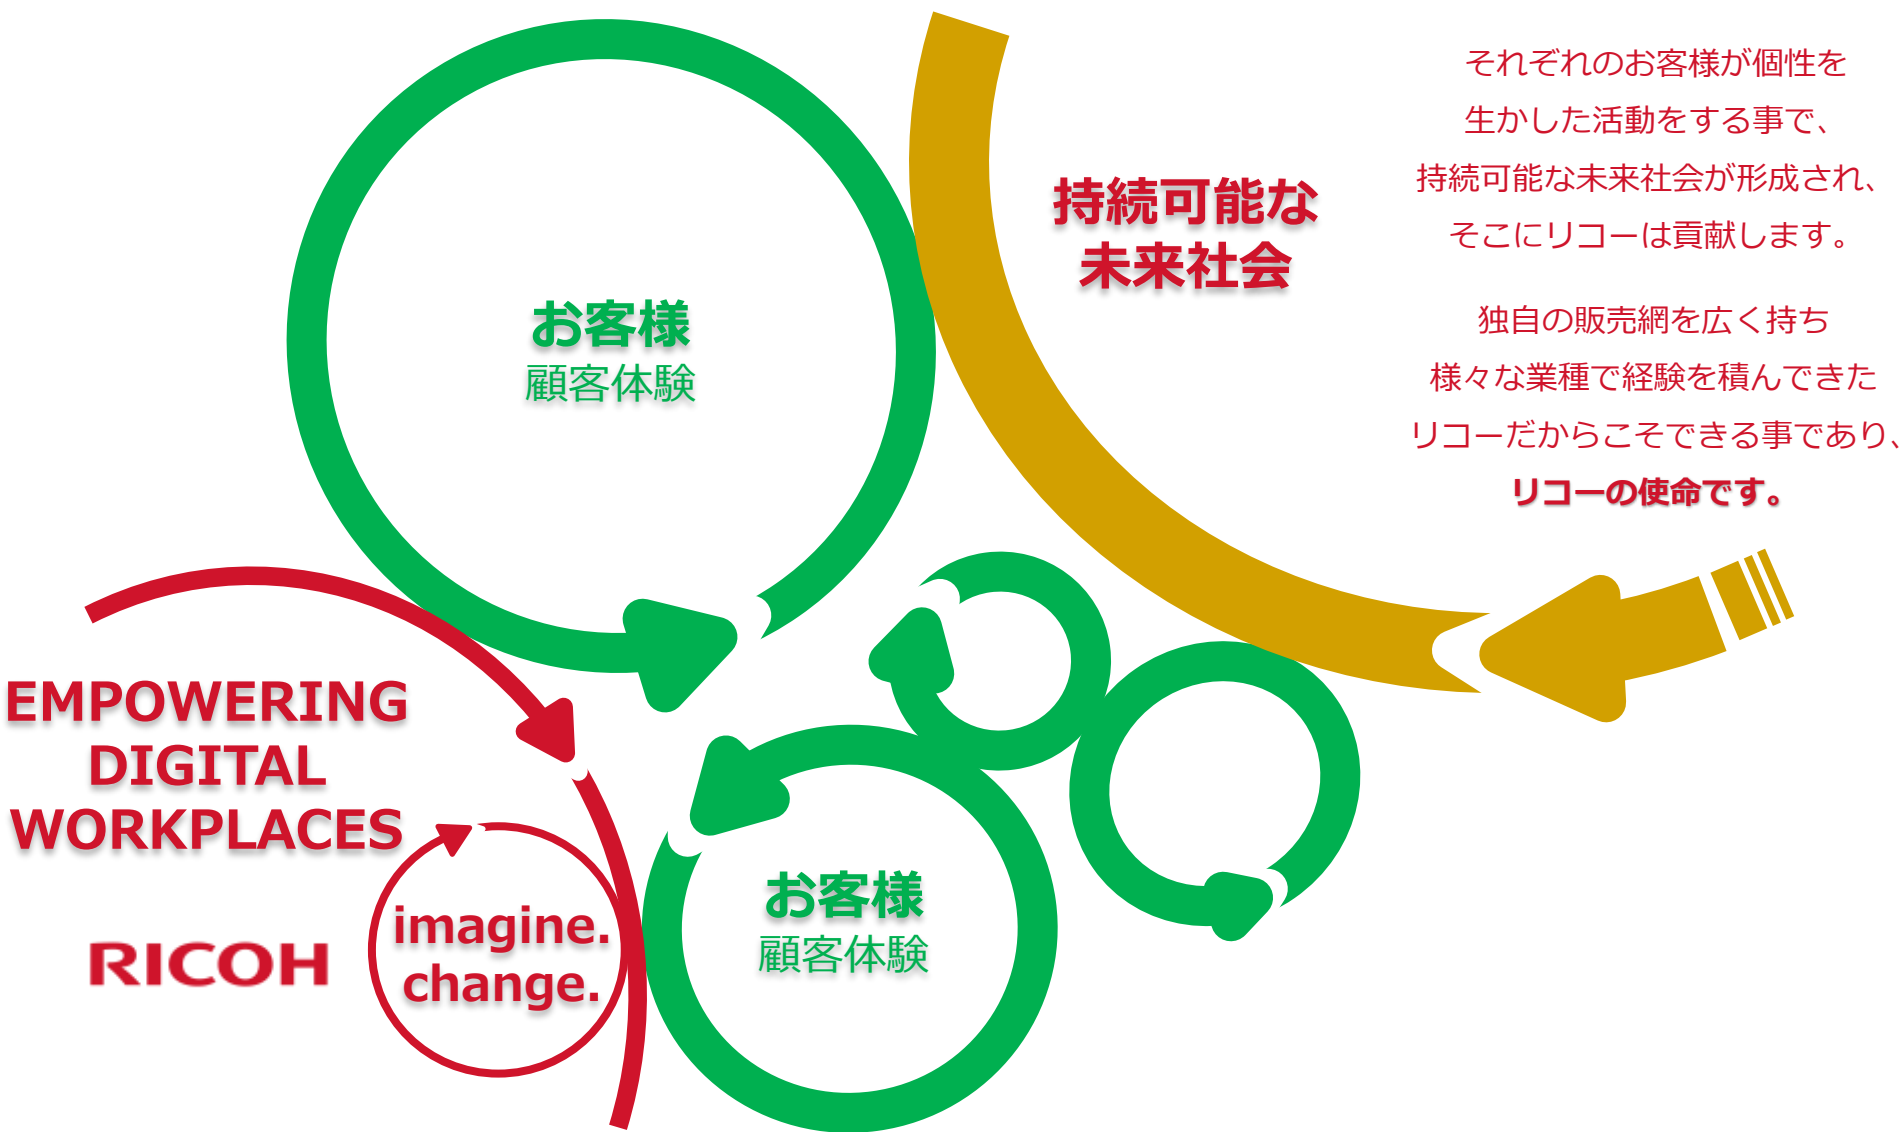 それぞれのお客様が個性を
生かした活動をする事で、
持続可能な未来社会が形成され、
そこにリコーは貢献します。
独自の販売網を広く持ち
様々な業種で経験を積んできた
リコーだからこそできる事であり、
リコーの使命です。
持続可能な
未来社会
お客様
顧客体験
EMPOWERING
DIGITAL
WORKPLACES
imagine.
change.
RICOH
お客様
顧客体験